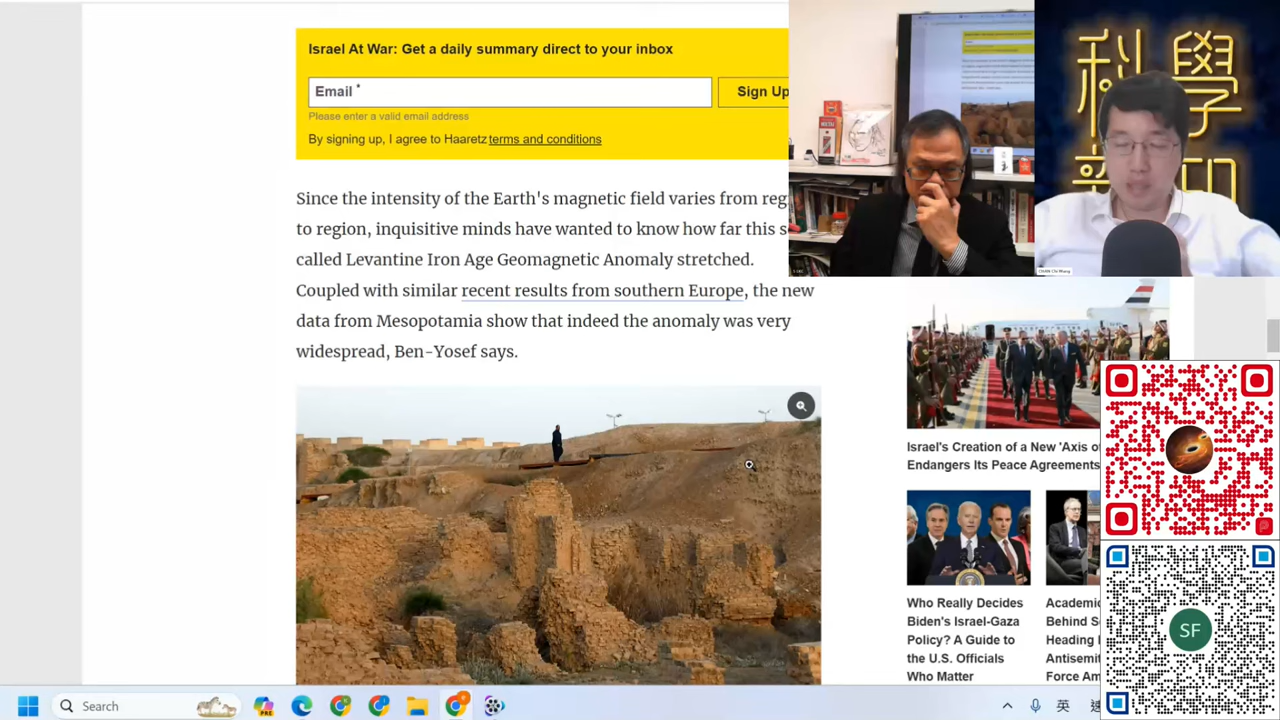 Israel At War: Get a daily summary direct to your inbox
Email *
Sign Up
Please enter a valid email address
By signing up, I agree to Haaretz terms and conditions
Since the intensity of the Earth's magnetic field varies from reg
to region, inquisitive minds have wanted to know how far this s
called Levantine Iron Age Geomagnetic Anomaly stretched.
Coupled with similar recent results from southern Europe, the new
data from Mesopotamia show that indeed the anomaly was very
widespread, Ben-Yosef says.
科學
Israel's Creation of a New 'Axis of
Endangers Its Peace Agreements
Who Really Decides
Biden's Israel-Gaza
Policy? A Guide to
the U.S. Officials
Who Matter
Academic
Behind S
Heading
Antisemit
Force Am
SF
Search
PRE
英